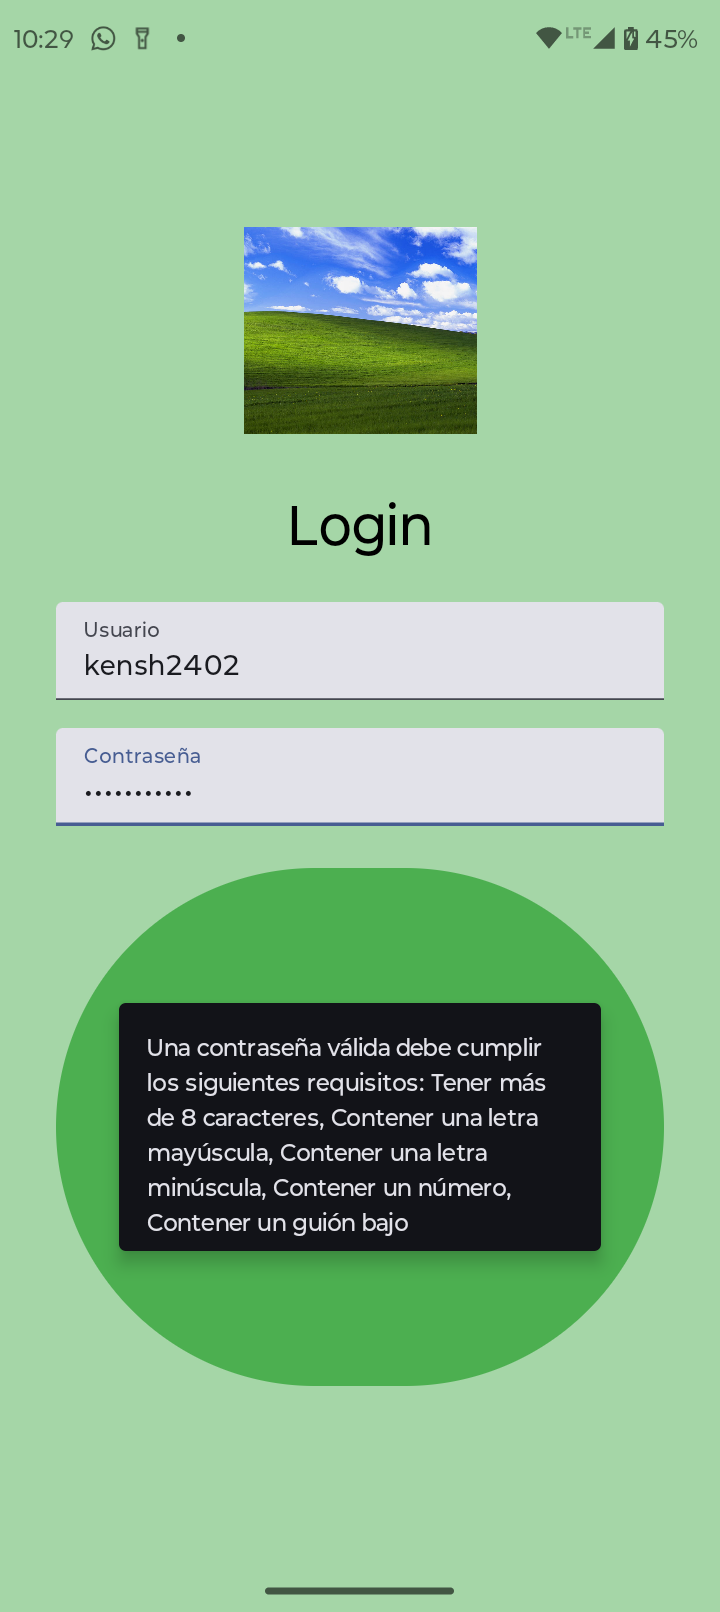 10:29 LTE 45%
Login
Usuario
kensh2402
Contraseña
•••••••••••
Una contraseña válida debe cumplir
los siguientes requisitos: Tener más
de 8 caracteres, Contener una letra
mayúscula, Contener una letra
minúscula, Contener un número,
Contener un guión bajo